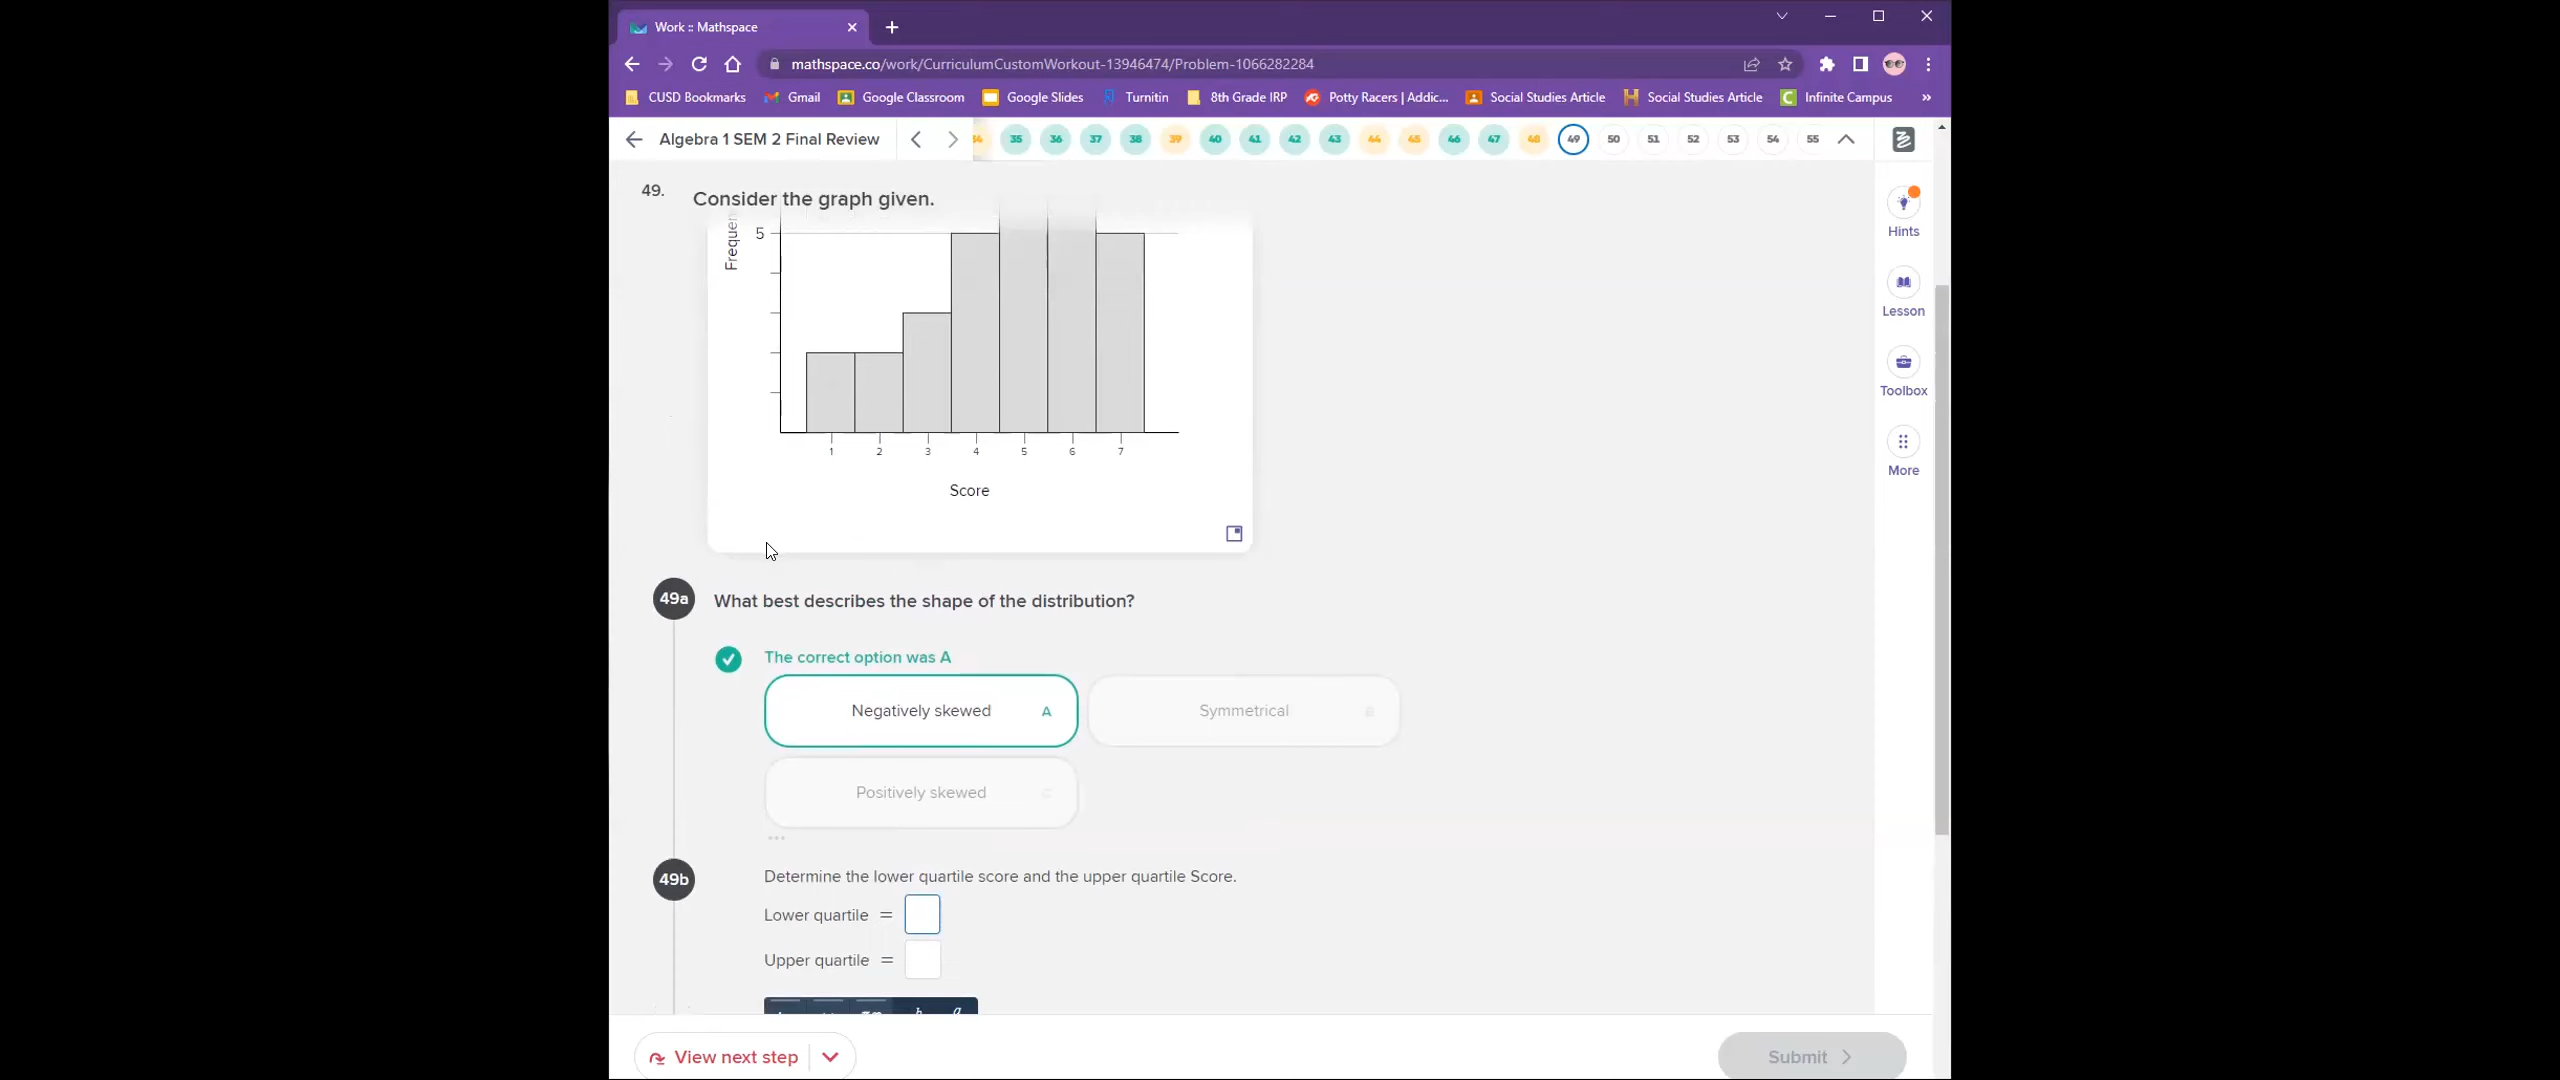 Work :: Mathspace
mathspace.co/work/CurriculumCustomWorkout-13946474/Problem-1066282284
CUSD Bookmarks Gmail Google Classroom Google Slides Turnitin 8th Grade IRP Potty Racers | Addic... Social Studies Article Social Studies Article Infinite Campus »
Algebra 1 SEM 2 Final Review 35 36 37 38 39 40 41 42 43 44 45 46 47 48 49 50 51 52 53 54 55
49. Consider the graph given.
Hints
Lesson
Toolbox
More
5
1 2 3 4 5 6 7
Score
49a What best describes the shape of the distribution?
The correct option was A
Negatively skewed A
Symmetrical B
Positively skewed C
49b Determine the lower quartile score and the upper quartile Score.
Lower quartile =
Upper quartile =
View next step
Submit